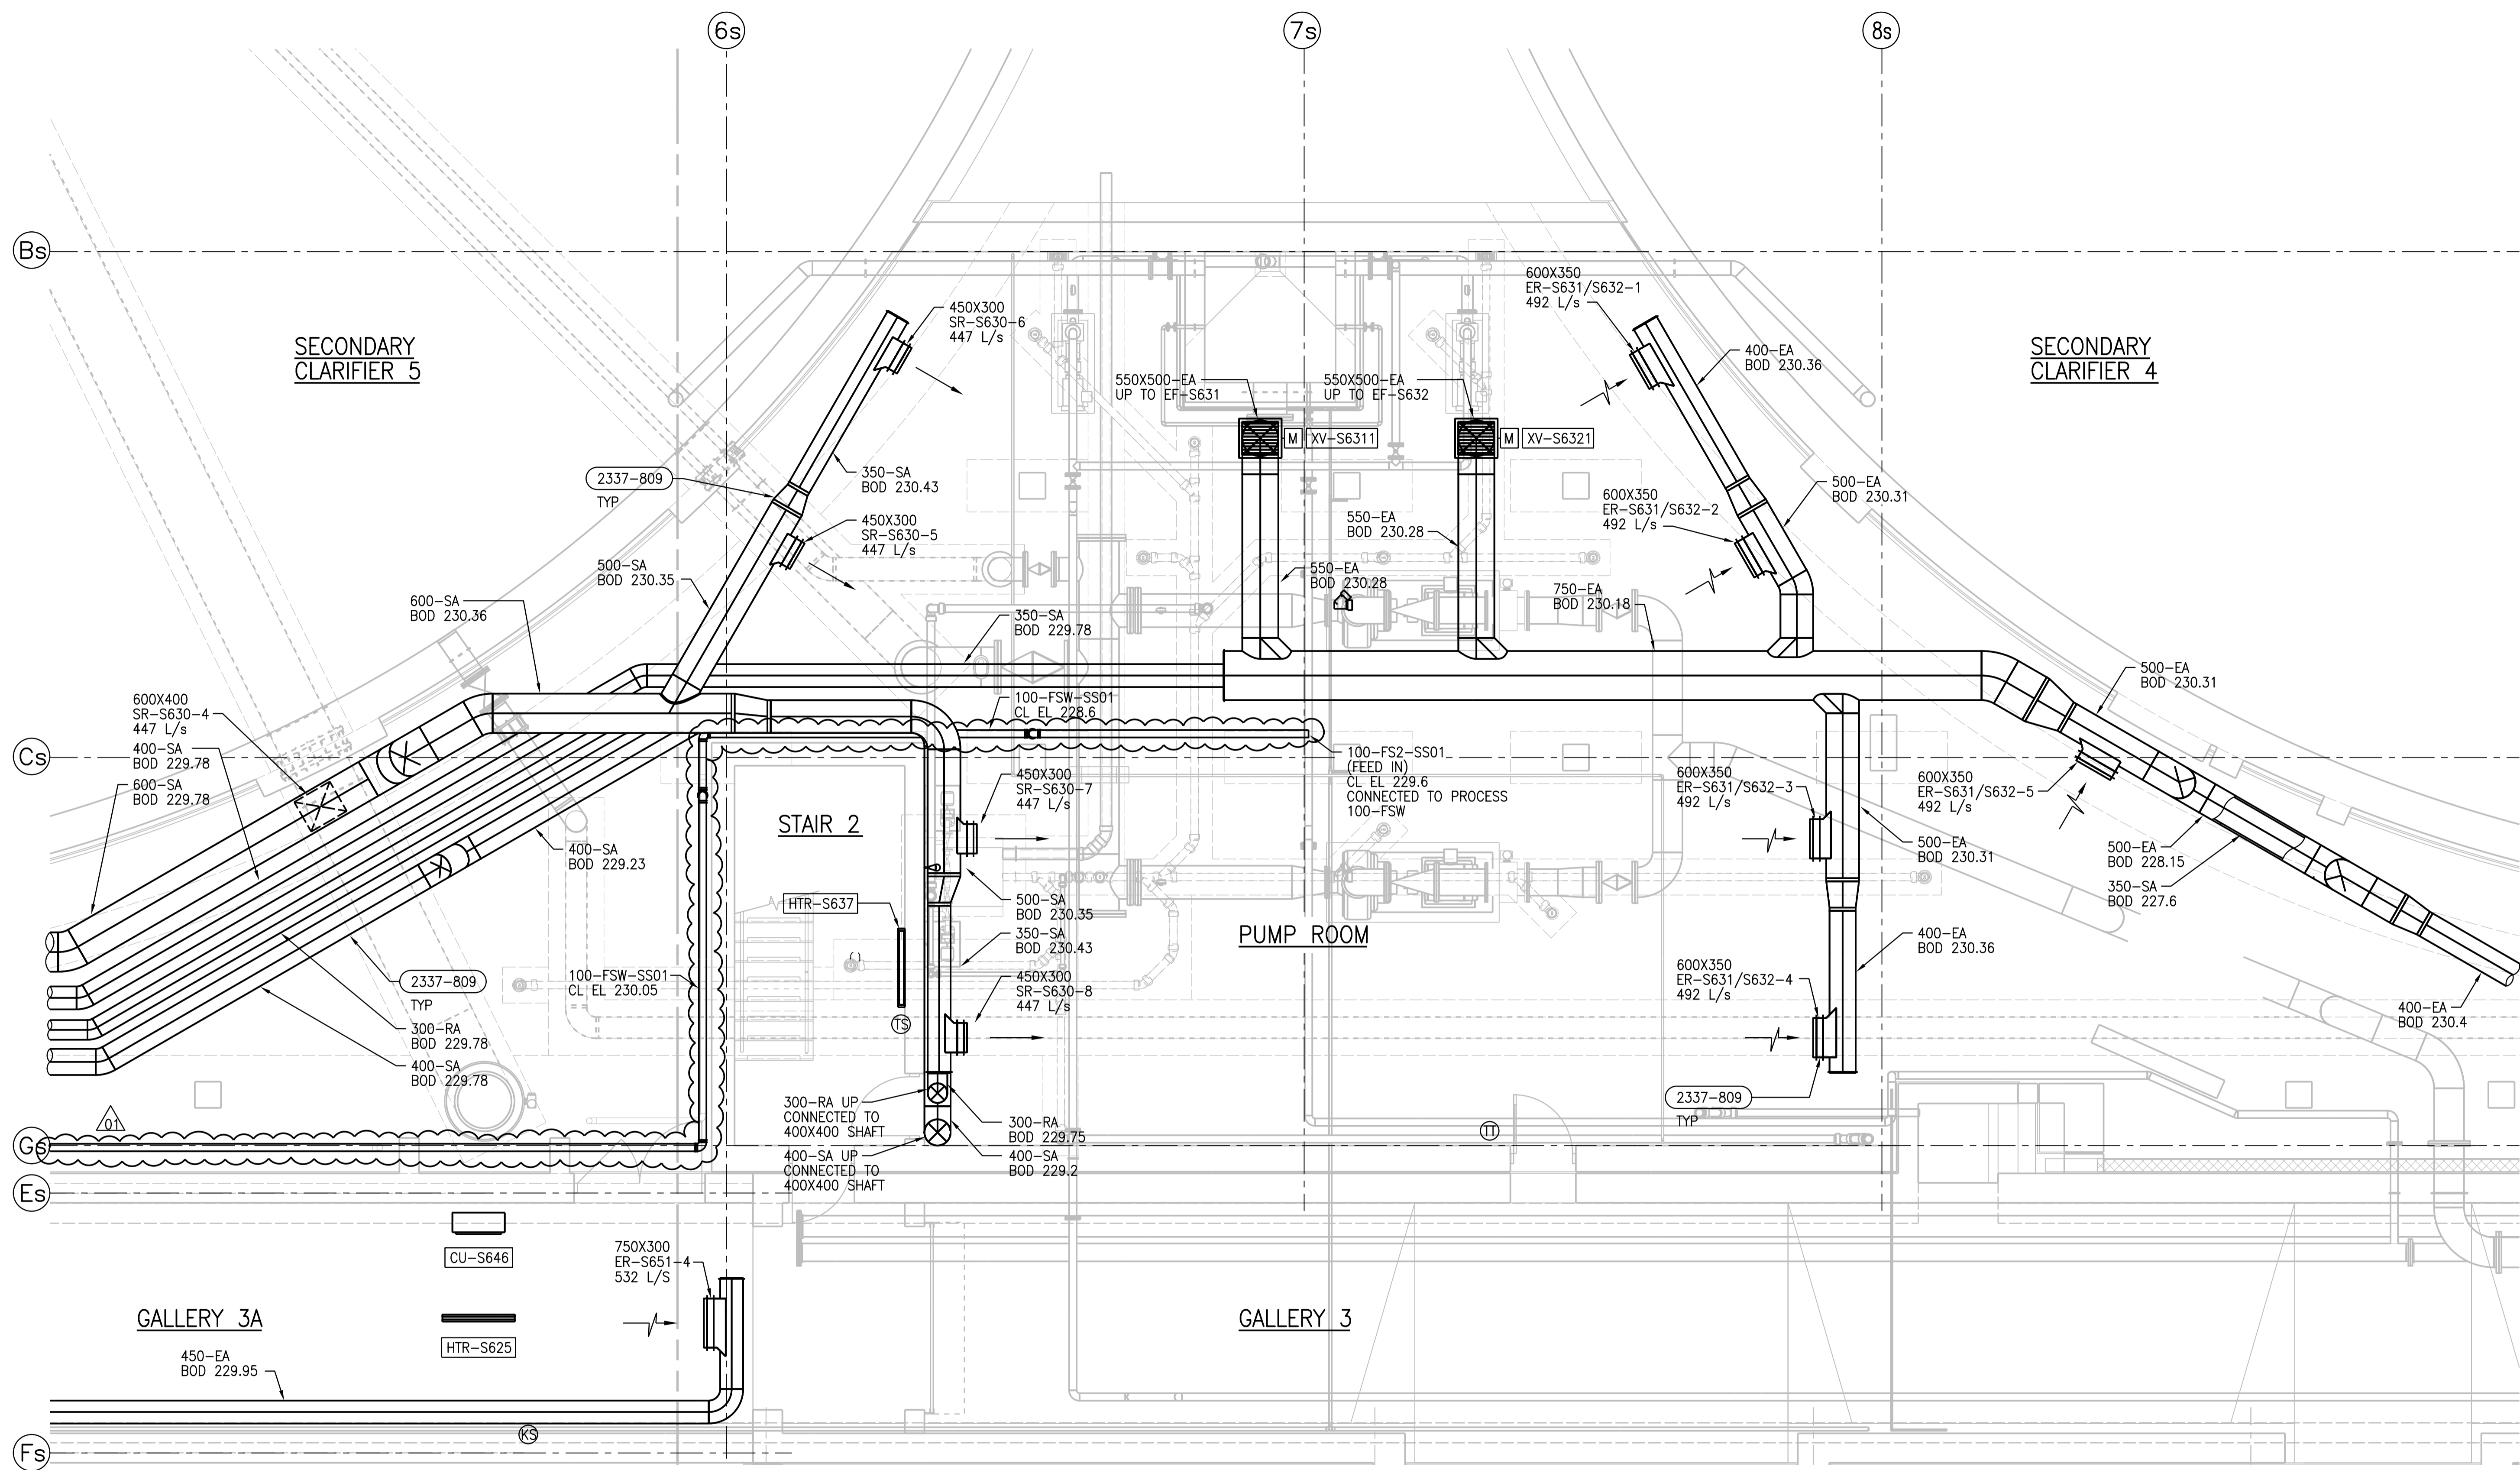 6s
7s
8s
Bs
SECONDARY
CLARIFIER 5
450X300
SR-S630-6
447 L/s
600X350
ER-S631/S632-1
492 L/s
SECONDARY
CLARIFIER 4
400-EA
BOD 230.36
550X500-EA
UP TO EF-S631
550X500-EA
UP TO EF-S632
M
XV-S6311
M
XV-S6321
2337-809
TYP
350-SA
BOD 230.43
500-EA
BOD 230.31
600X350
ER-S631/S632-2
492 L/s
450X300
SR-S630-5
447 L/s
550-EA
BOD 230.28
500-SA
BOD 230.35
550-EA
BOD 230.28
750-EA
BOD 230.18
600-SA
BOD 230.36
350-SA
BOD 229.78
500-EA
BOD 230.31
600X400
SR-S630-4
447 L/s
400-SA
BOD 229.78
600-SA
BOD 229.78
100-FSW-SS01
CL EL 228.6
Cs
100-FS2-SS01
(FEED IN)
CL EL 229.6
CONNECTED TO PROCESS
100-FSW
450X300
SR-S630-7
447 L/s
600X350
ER-S631/S632-3
492 L/s
600X350
ER-S631/S632-5
492 L/s
STAIR 2
400-SA
BOD 229.23
500-EA
BOD 230.31
500-EA
BOD 228.15
350-SA
BOD 227.6
HTR-S637
500-SA
BOD 230.35
350-SA
BOD 230.43
PUMP ROOM
400-EA
BOD 230.36
2337-809
TYP
100-FSW-SS01
CL EL 230.05
450X300
SR-S630-8
447 L/s
600X350
ER-S631/S632-4
492 L/s
TS
300-RA
BOD 229.78
400-SA
BOD 229.78
400-EA
BOD 230.4
2337-809
TYP
01
300-RA UP
CONNECTED TO
400X400 SHAFT
300-RA
BOD 229.75
TT
Gs
400-SA UP
CONNECTED TO
400X400 SHAFT
400-SA
BOD 229.2
Es
CU-S646
750X300
ER-S651-4
532 L/S
GALLERY 3A
GALLERY 3
HTR-S625
450-EA
BOD 229.95
KS
Fs